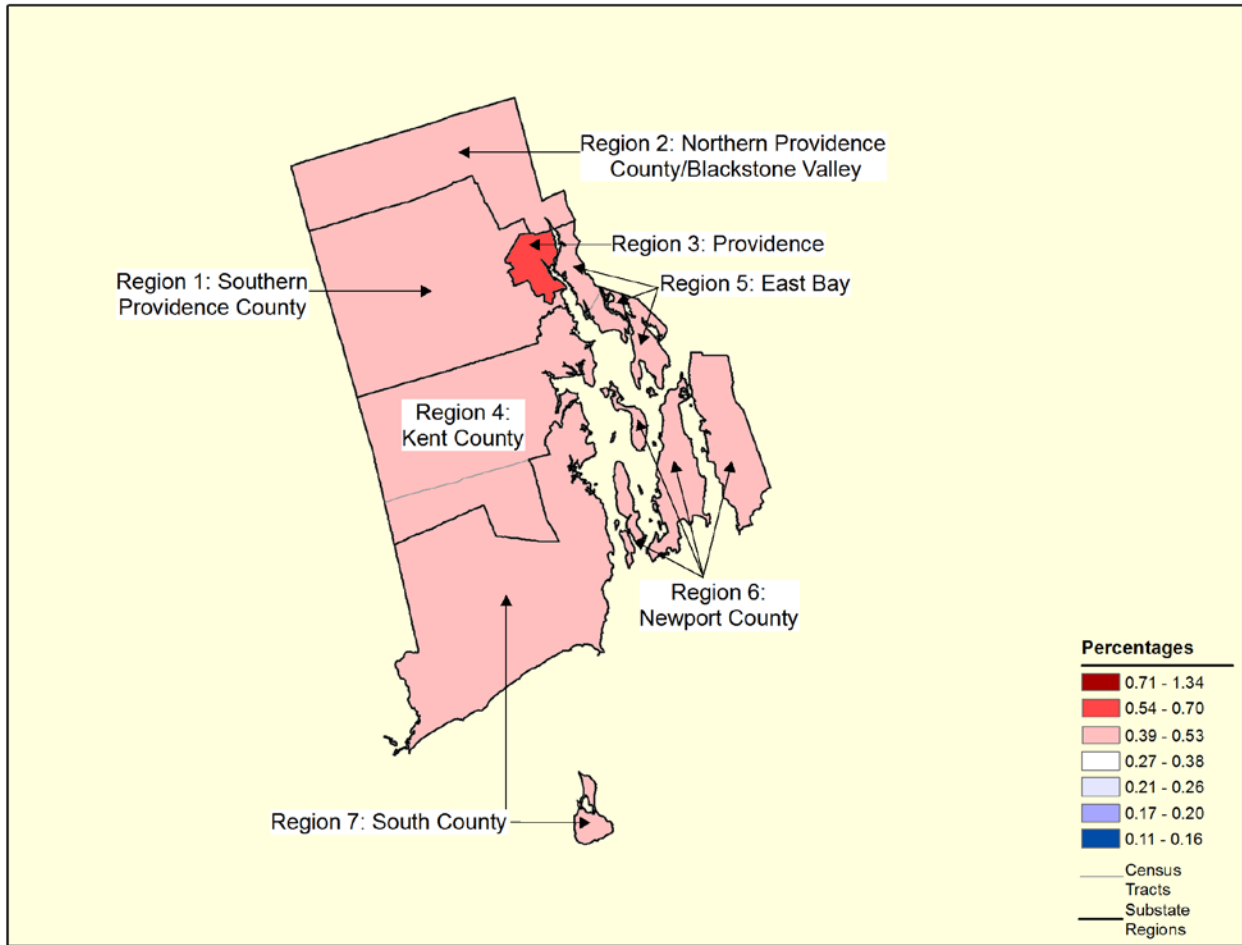 Region 2: Northern Providence
County/Blackstone Valley
Region 3: Providence
Region 1: Southern
Providence County
Region 5: East Bay
Region 4:
Kent County
Region 6:
Newport County
Region 7: South County
Percentages
0.71 - 1.34
0.54 - 0.70
0.39 - 0.53
0.27 - 0.38
0.21 - 0.26
0.17 - 0.20
0.11 - 0.16
Census
Tracts
Substate
Regions